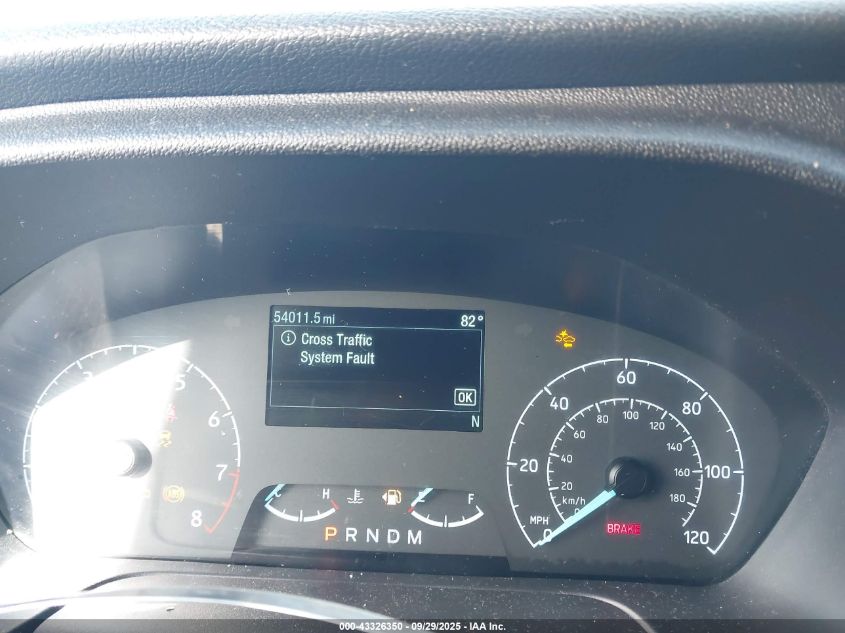 54011.5 mi 82°
Cross Traffic
System Fault
OK
N
5
6
7
8
H F
P R N D M
0 20 40 60 80 100 120
MPH
0 20 40 60 80 100 120 140 160 180
km/h
BRAKE
000-43326350 - 09/29/2025 - IAA Inc.